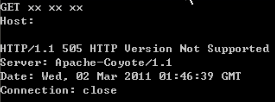 GET xx xx xx
Host:
HTTP/1.1 505 HTTP Version Not Supported
Server: Apache-Coyote/1.1
Date: Wed, 02 Mar 2011 01:46:39 GMT
Connection: close